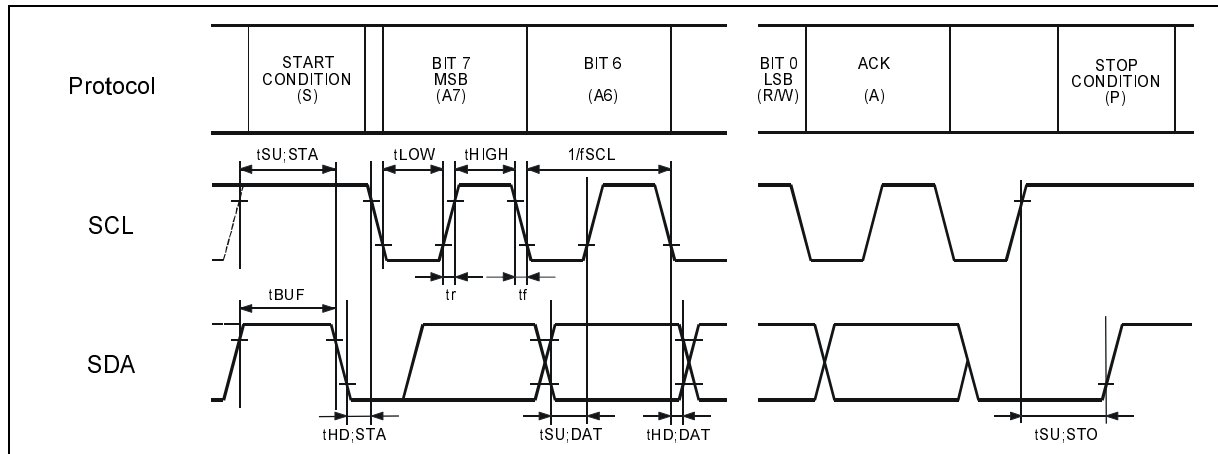 Protocol
START
CONDITION
(S)
BIT 7
MSB
(A7)
BIT 6
(A6)
BIT 0
LSB
(R/W)
ACK
(A)
STOP
CONDITION
(P)
tSU;STA
tLOW
tHIGH
1/fSCL
SCL
tr
tf
tBUF
SDA
tHD;STA
tSU;DAT
tHD;DAT
tSU;STO